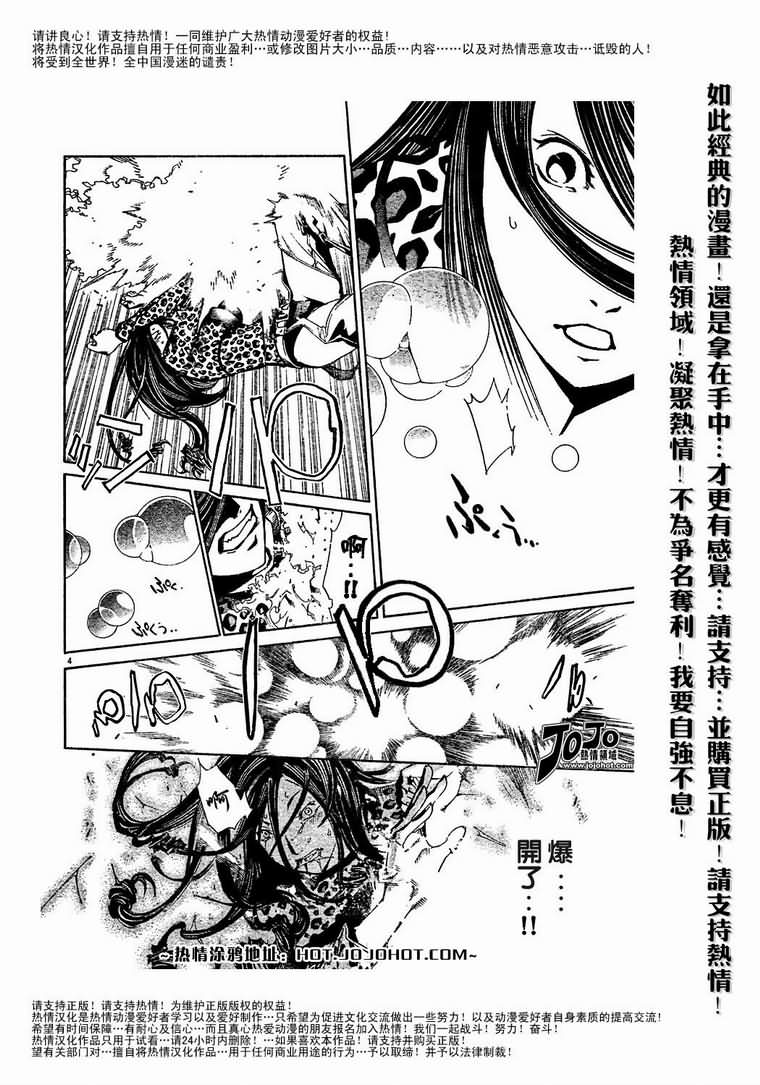 请讲良心！请支持热情！一同维护广大热情动漫爱好者的权益！
将热情汉化作品擅自用于任何商业盈利…或修改图片大小…品质…内容……以及对热情恶意攻击…诋毁的人！
将受到全世界！全中国漫迷的谴责！
如此經典的漫畫！還是拿在手中…才更有感覺…請支持…並購買正版！請支持熱情！
熱情領域！凝聚熱情！不為爭名奪利！我要自強不息！
ぷくぅ..
啊…!!
ぷくぅ..
4
JOJO
熱情領域
www.jojohot.com
啊
爆….
開了…!!
~热情涂鸦地址：HOT.JOJOHOT.COM~
请支持正版！请支持热情！为维护正版版权的权益！
热情汉化是热情动漫爱好者学习以及爱好制作…只希望为促进文化交流做出一些努力！以及动漫爱好者自身素质的提高交流！
希望有时间保障…有耐心及信心…而且真心热爱动漫的朋友报名加入热情！我们一起战斗！努力！奋斗！
热情汉化作品只用于试看…请24小时内删除！…如果喜欢本作品！请支持并购买正版！
望有关部门对…擅自将热情汉化作品…用于任何商业用途的行为…予以取缔！并予以法律制裁！